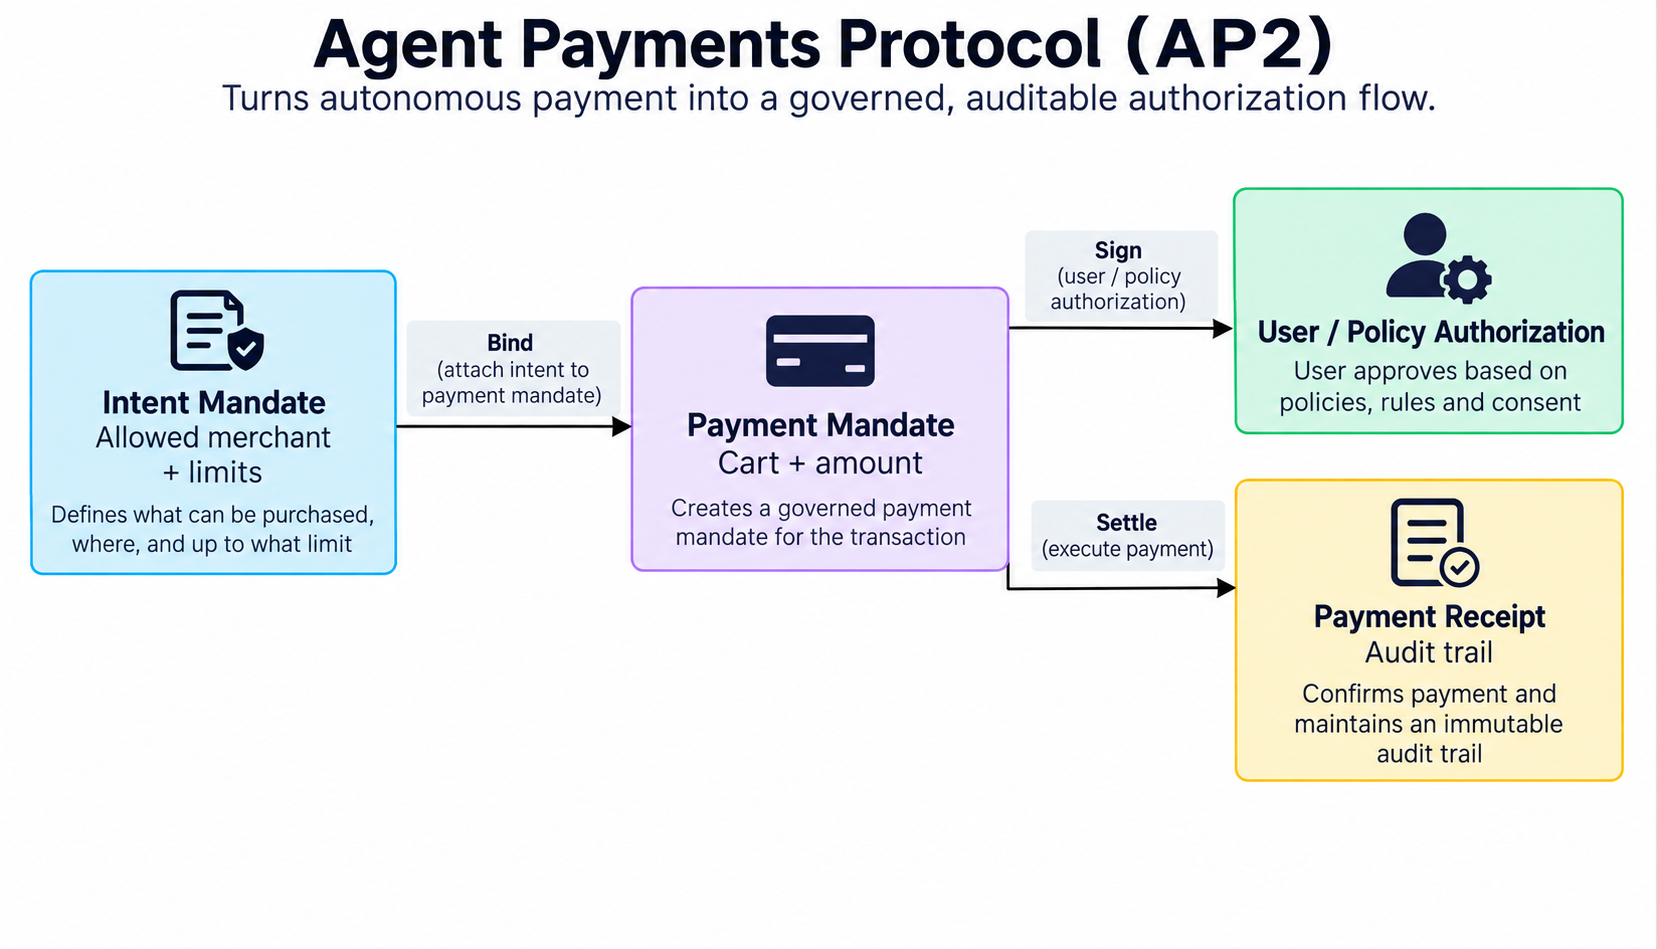 Agent Payments Protocol (AP2)
Turns autonomous payment into a governed, auditable authorization flow.
Intent Mandate
Allowed merchant
+ limits
Defines what can be purchased,
where, and up to what limit
Bind
(attach intent to
payment mandate)
Payment Mandate
Cart + amount
Creates a governed payment
mandate for the transaction
Sign
(user / policy
authorization)
User / Policy Authorization
User approves based on
policies, rules and consent
Settle
(execute payment)
Payment Receipt
Audit trail
Confirms payment and
maintains an immutable
audit trail